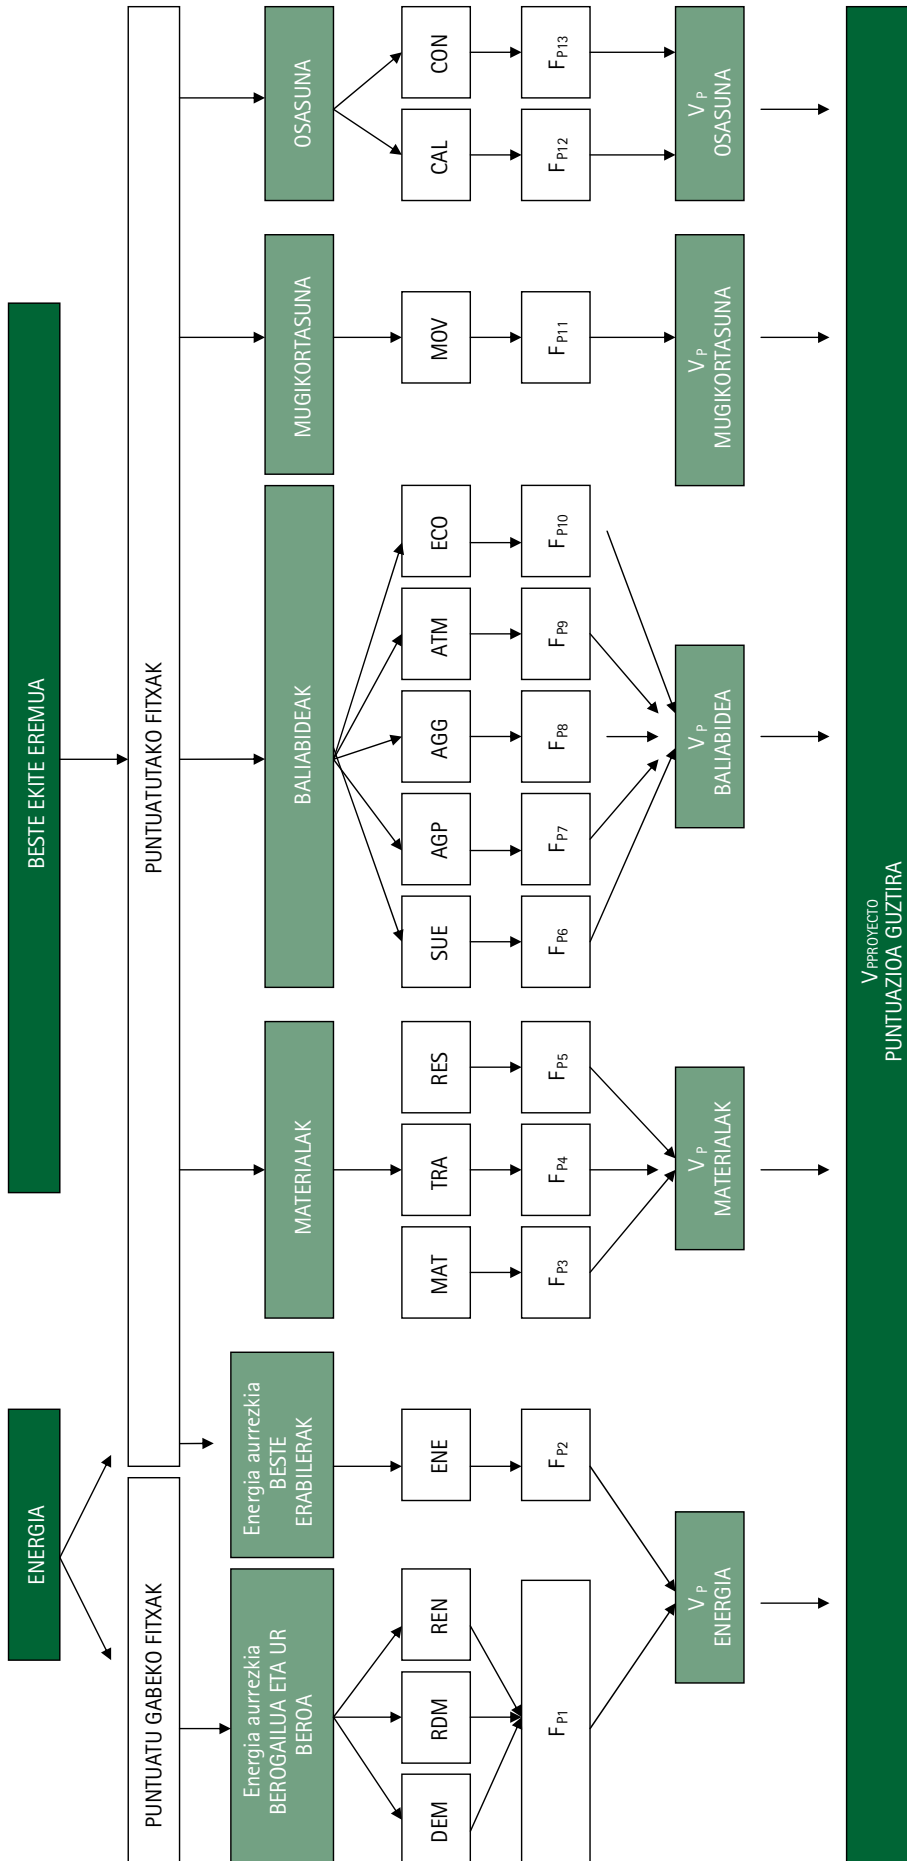 ENERGIA
BESTE EKITE EREMUA
PUNTUATU GABEKO FITXAK
PUNTUATUTAKO FITXAK
Energia aurrezkia
BEROGAILUA ETA UR
BEROA
Energia aurrezkia
BESTE
ERABILERAK
MATERIALAK
BALIABIDEAK
MUGIKORTASUNA
OSASUNA
DEM
RDM
REN
ENE
MAT
TRA
RES
SUE
AGP
AGG
ATM
ECO
MOV
CAL
CON
FP1
FP2
FP3
FP4
FP5
FP6
FP7
FP8
FP9
FP10
FP11
FP12
FP13
VP
ENERGIA
VP
MATERIALAK
VP
BALIABIDEA
VP
MUGIKORTASUNA
VP
OSASUNA
VPPROYECTO
PUNTUAZIOA GUZTIRA